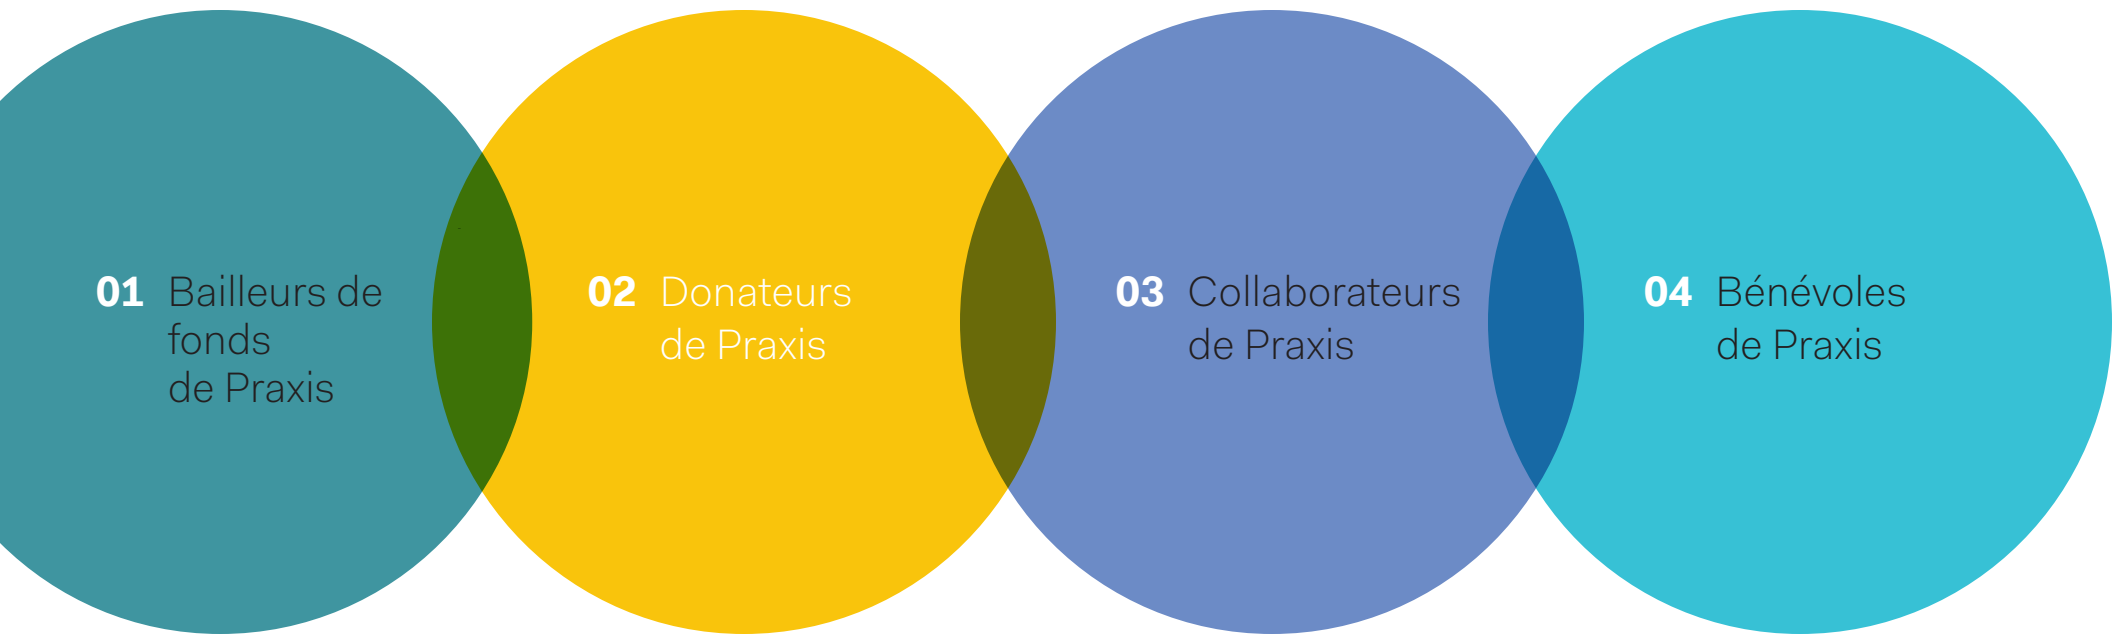 01 Bailleurs de
fonds
de Praxis
02 Donateurs
de Praxis
03 Collaborateurs
de Praxis
04 Bénévoles
de Praxis